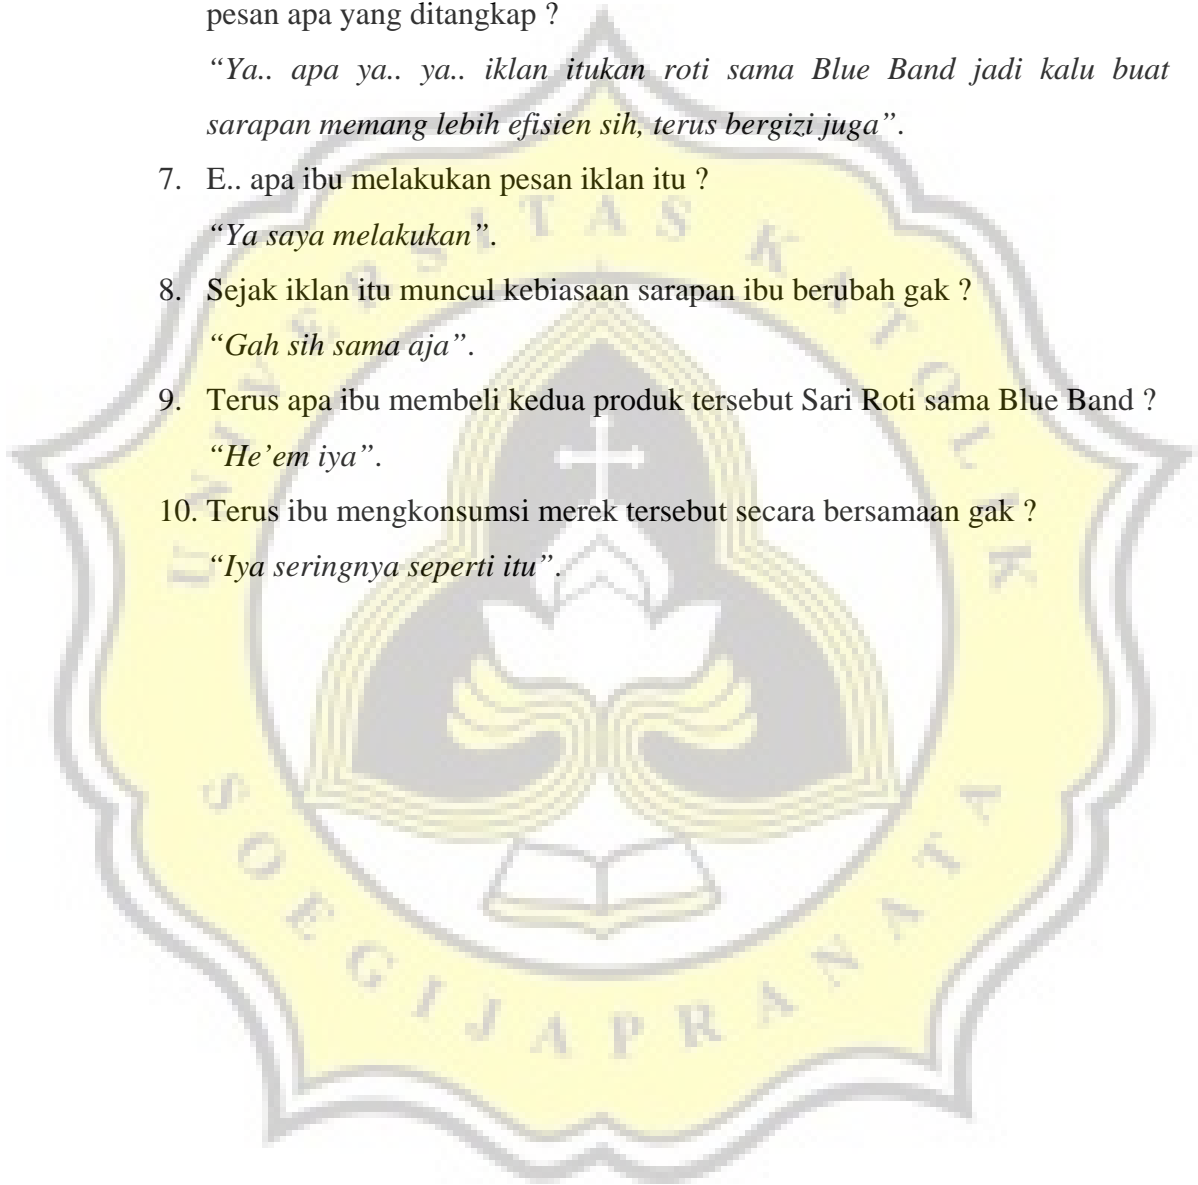 pesan apa yang ditangkap ?
“Ya.. apa ya.. ya.. iklan itukan roti sama Blue Band jadi kalu buat
sarapan memang lebih efisien sih, terus bergizi juga”.
7. E.. apa ibu melakukan pesan iklan itu ?
“Ya saya melakukan”.
8. Sejak iklan itu muncul kebiasaan sarapan ibu berubah gak ?
“Gah sih sama aja”.
9. Terus apa ibu membeli kedua produk tersebut Sari Roti sama Blue Band ?
“He’em iya”.
10. Terus ibu mengkonsumsi merek tersebut secara bersamaan gak ?
“Iya seringnya seperti itu”.
UNIVERSITAS KATOLIK
SOEGIJAPRANATA